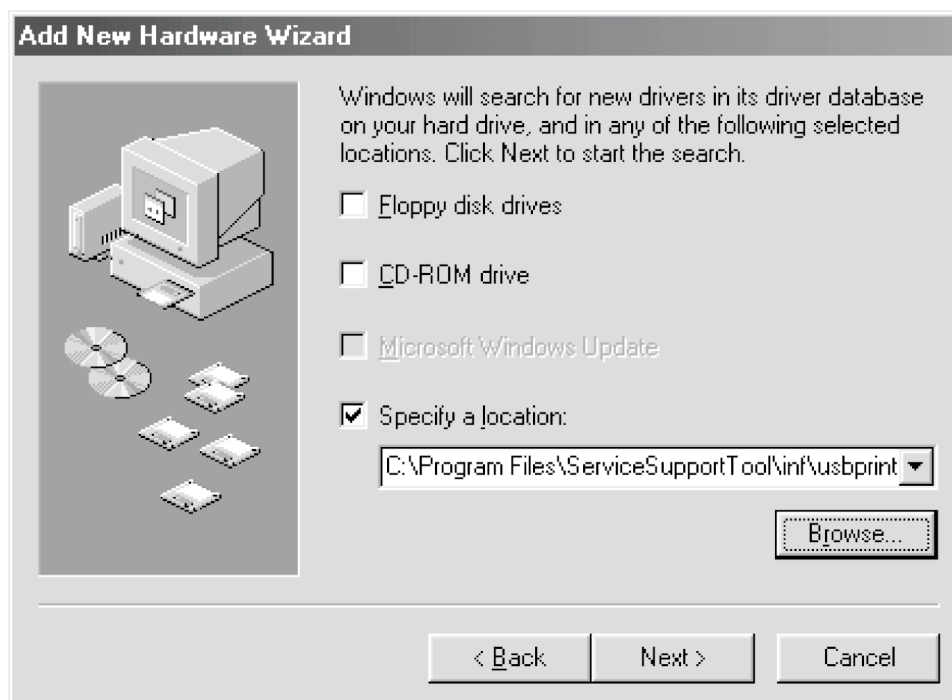 Add New Hardware Wizard
Windows will search for new drivers in its driver database
on your hard drive, and in any of the following selected
locations. Click Next to start the search.
Floppy disk drives
CD-ROM drive
Microsoft Windows Update
Specify a location:
C:\Program Files\ServiceSupportTool\inf\usbprint
Browse...
< Back
Next >
Cancel